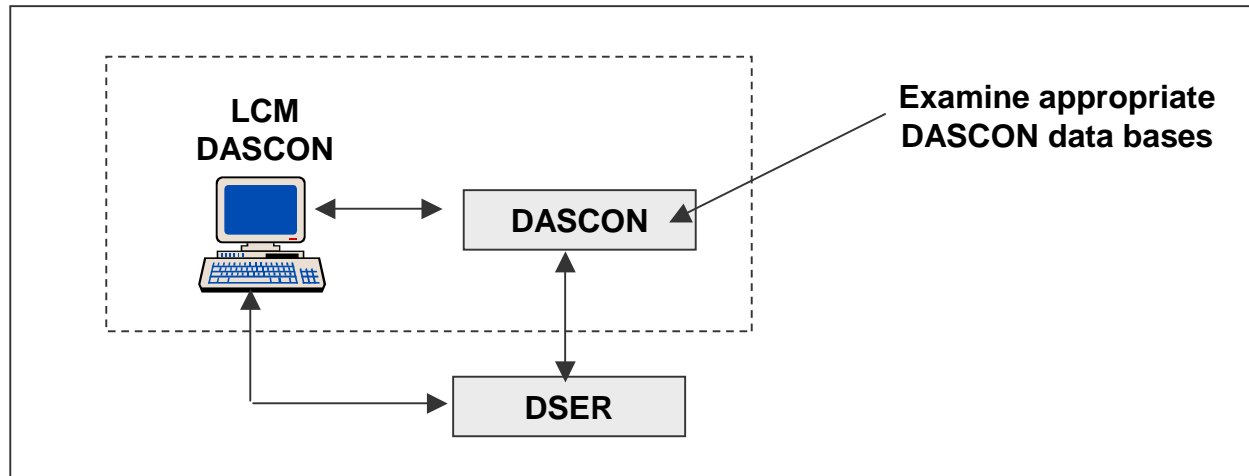 LCM
DASCON
Examine appropriate
DASCON data bases
DASCON
DSER